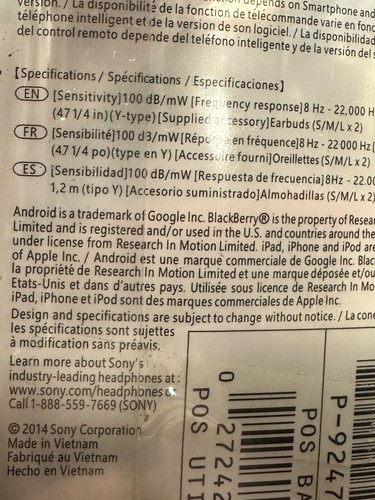 version. / La disponibilité de la fonction depends on Smartphone and
téléphone intelligent et de la version de son logiciel. / La disponibilidad
del control remoto depende del teléfono inteligente y de la versión del
[Specifications / Spécifications / Especificaciones]
EN [Sensitivity]100 dB/mW [Frequency response]8 Hz - 22,000 H
(47 1/4 in)(Y-type) [Supplied accessory]Earbuds (S/M/L x 2)
FR [Sensibilité]100 dB/mW [Réponse en fréquence]8 Hz - 22 000 Hz [
(47 1/4 po)(type en Y) [Accessoire fourni]Oreillettes (S/M/L x 2)
ES [Sensibilidad]100 dB/mW [Respuesta de frecuencia]8Hz - 22.00
1,2 m (tipo Y) [Accesorio suministrado]Almohadillas (S/M/L x 2)
Android is a trademark of Google Inc. BlackBerry® is the property of Resear
Limited and is registered and/or used in the U.S. and countries around the
under license from Research In Motion Limited. iPad, iPhone and iPod are
of Apple Inc. / Android est une marque commerciale de Google Inc. Blac
la propriété de Research In Motion Limited et une marque déposée et/ou
Etats-Unis et dans d'autres pays. Utilisée sous licence de Research In Mo
iPad, iPhone et iPod sont des marques commerciales de Apple Inc.
Design and specifications are subject to change without notice. / La con
les spécifications sont sujettes
à modification sans préavis.
Learn more about Sony's
industry-leading headphones at:
www.sony.com/headphones o
Call 1-888-559-7669 (SONY)
© 2014 Sony Corporation
Made in Vietnam
Fabriqué au Vietnam
Hecho en Vietnam
POS UTI
0 27242
POS BA
P-9247